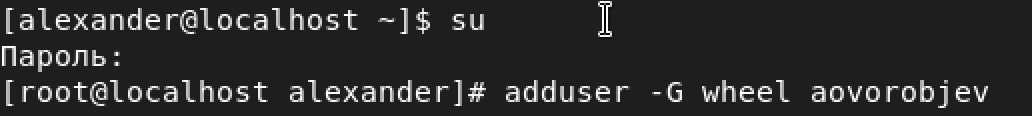 [alexander@localhost ~]$ su
Пароль:
[root@localhost alexander]# adduser -G wheel aovorobjev